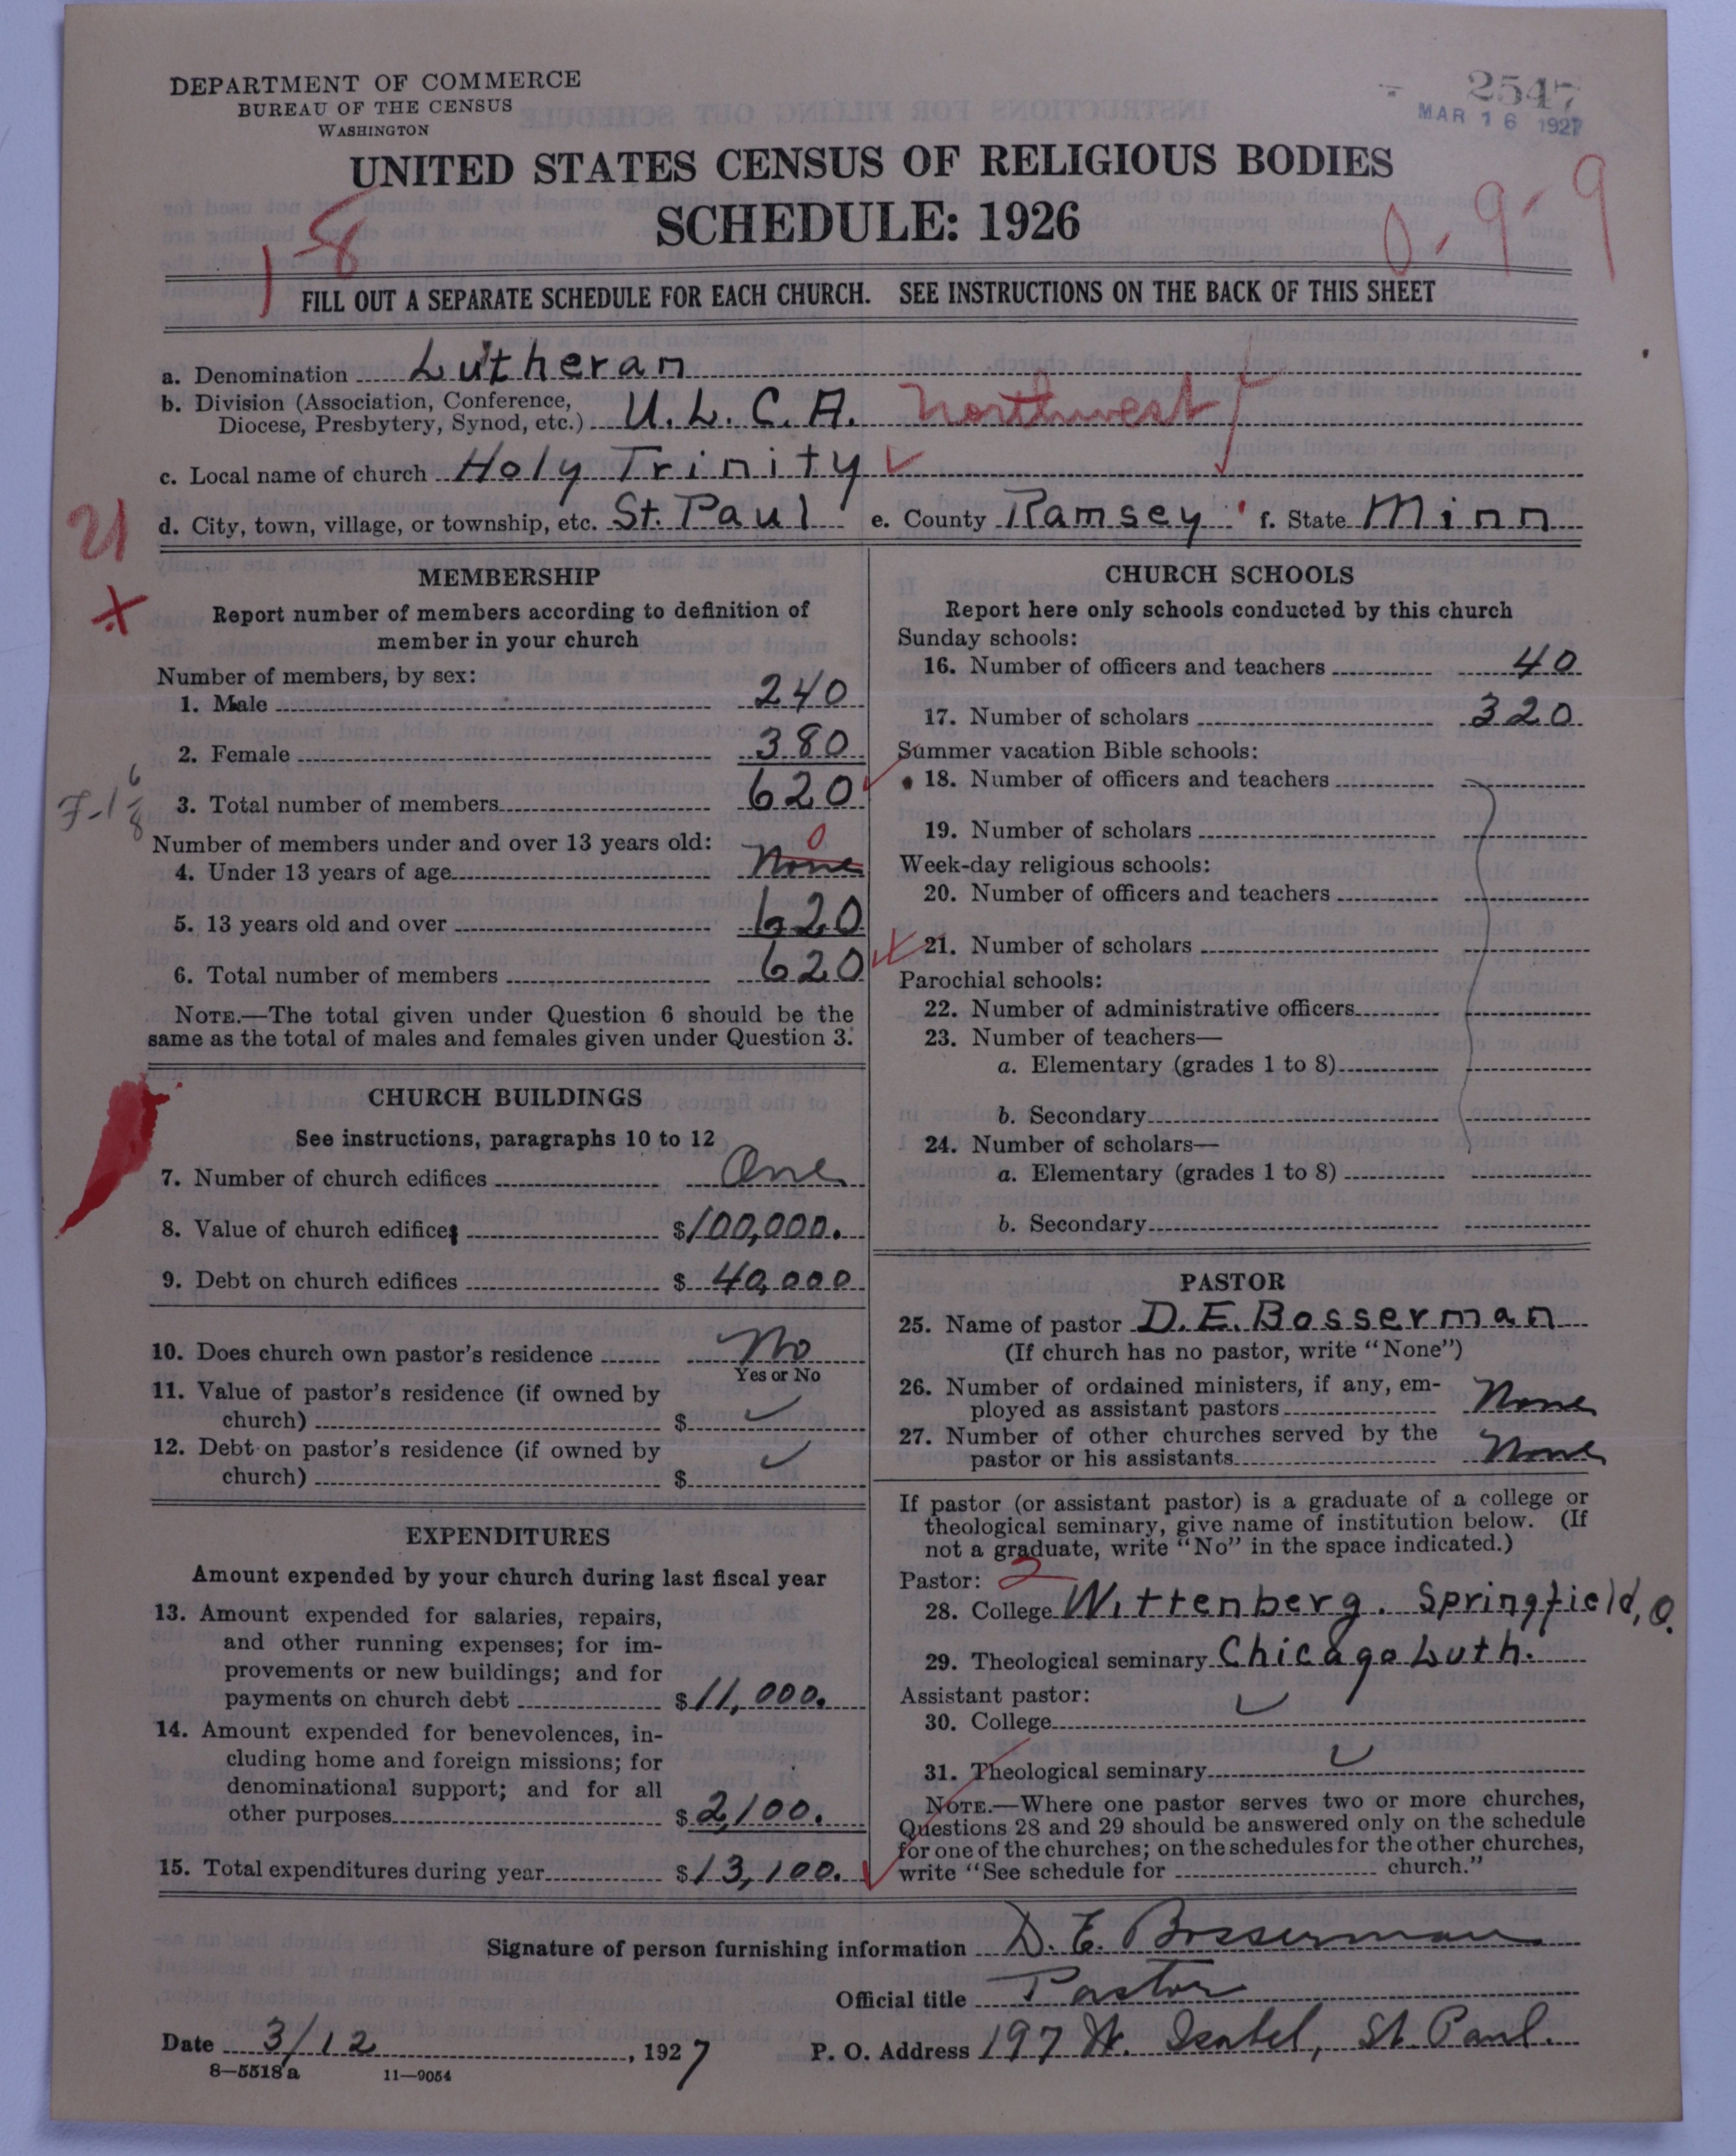 DEPARTMENT OF COMMERCE
BUREAU OF THE CENSUS
WASHINGTON
2547
MAR 16 1927
UNITED STATES CENSUS OF RELIGIOUS BODIES
SCHEDULE: 1926
1-8
0-9-9
FILL OUT A SEPARATE SCHEDULE FOR EACH CHURCH. SEE INSTRUCTIONS ON THE BACK OF THIS SHEET
a. Denomination Lutheran
b. Division (Association, Conference,
Diocese, Presbytery, Synod, etc.) U.L.C.A. Northwest
c. Local name of church Holy Trinity
d. City, town, village, or township, etc. St. Paul e. County Ramsey f. State Minn
21
MEMBERSHIP
Report number of members according to definition of
member in your church
Number of members, by sex:
1. Male 240
2. Female 380
3. Total number of members 620
Number of members under and over 13 years old:
0
4. Under 13 years of age None
5. 13 years old and over 620
6. Total number of members 620
NOTE.—The total given under Question 6 should be the
same as the total of males and females given under Question 3.
CHURCH BUILDINGS
See instructions, paragraphs 10 to 12
7. Number of church edifices One
8. Value of church edifices $100,000.
9. Debt on church edifices $ 40,000
10. Does church own pastor's residence No
Yes or No
11. Value of pastor's residence (if owned by
church) $
12. Debt on pastor's residence (if owned by
church) $
EXPENDITURES
Amount expended by your church during last fiscal year
13. Amount expended for salaries, repairs,
and other running expenses; for im-
provements or new buildings; and for
payments on church debt $11,000.
14. Amount expended for benevolences, in-
cluding home and foreign missions; for
denominational support; and for all
other purposes $2,100.
15. Total expenditures during year $13,100.
CHURCH SCHOOLS
Report here only schools conducted by this church
Sunday schools:
16. Number of officers and teachers 40
17. Number of scholars 320
Summer vacation Bible schools:
18. Number of officers and teachers
19. Number of scholars
Week-day religious schools:
20. Number of officers and teachers
21. Number of scholars
Parochial schools:
22. Number of administrative officers
23. Number of teachers—
a. Elementary (grades 1 to 8)
b. Secondary
24. Number of scholars—
a. Elementary (grades 1 to 8)
b. Secondary
PASTOR
25. Name of pastor D.E. Bosserman
(If church has no pastor, write "None")
26. Number of ordained ministers, if any, em-
ployed as assistant pastors None
27. Number of other churches served by the
pastor or his assistants None
If pastor (or assistant pastor) is a graduate of a college or
theological seminary, give name of institution below. (If
not a graduate, write "No" in the space indicated.)
Pastor: 2
28. College Wittenberg. Springfield, O.
29. Theological seminary Chicago Luth.
Assistant pastor:
30. College
31. Theological seminary
NOTE.—Where one pastor serves two or more churches,
Questions 28 and 29 should be answered only on the schedule
for one of the churches; on the schedules for the other churches,
write "See schedule for church."
Signature of person furnishing information D. E. Bosserman
Official title Pastor
Date 3/12, 1927 P. O. Address 197 W. Isabel, St. Paul.
8—5518 a 11—9054